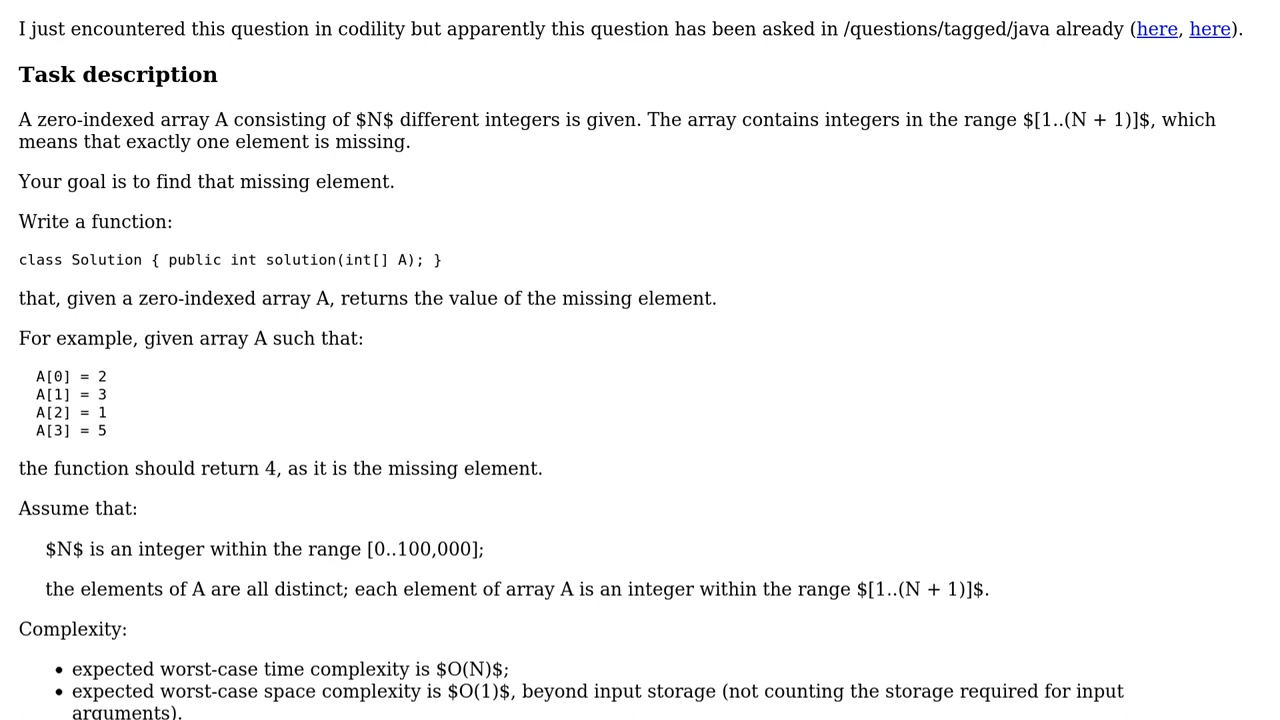 I just encountered this question in codility but apparently this question has been asked in /questions/tagged/java already (here, here).
Task description
A zero-indexed array A consisting of $N$ different integers is given. The array contains integers in the range $[1..(N + 1)]$, which
means that exactly one element is missing.
Your goal is to find that missing element.
Write a function:
class Solution { public int solution(int[] A); }
that, given a zero-indexed array A, returns the value of the missing element.
For example, given array A such that:
A[0] = 2
A[1] = 3
A[2] = 1
A[3] = 5
the function should return 4, as it is the missing element.
Assume that:
$N$ is an integer within the range [0..100,000];
the elements of A are all distinct; each element of array A is an integer within the range $[1..(N + 1)]$.
Complexity:
• expected worst-case time complexity is $O(N)$;
• expected worst-case space complexity is $O(1)$, beyond input storage (not counting the storage required for input
arguments).